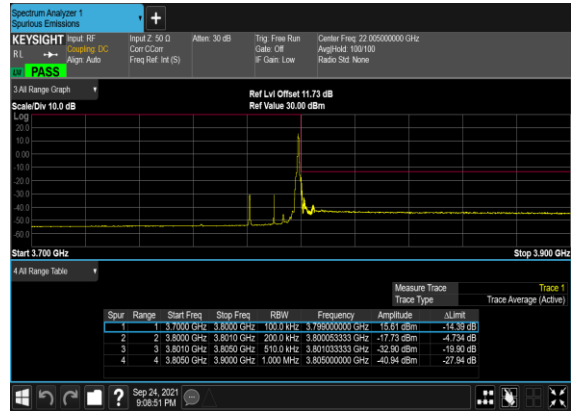 Spectrum Analyzer 1
Spurious Emissions
+
KEYSIGHT Input: RF Input Z: 50 Ω Atten: 30 dB Trig: Free Run Center Freq: 22.005000000 GHz
RL Coupling: DC Corr CCorr Gate: Off Avg|Hold: 100/100
Align: Auto Freq Ref: Int (S) IF Gain: Low Radio Std: None
LW PASS
3 All Range Graph
Ref Lvl Offset 11.73 dB
Scale/Div 10.0 dB Ref Value 30.00 dBm
Log
20.0
10.0
0.00
-10.0
-20.0
-30.0
-40.0
-50.0
-60.0
Start 3.700 GHz Stop 3.900 GHz
4 All Range Table
Measure Trace Trace 1
Trace Type Trace Average (Active)
Spur Range Start Freq Stop Freq RBW Frequency Amplitude ΔLimit
1 1 3.7000 GHz 3.8000 GHz 100.0 kHz 3.799000000 GHz 15.61 dBm -14.39 dB
2 2 3.8000 GHz 3.8010 GHz 200.0 kHz 3.800053333 GHz -17.73 dBm -4.734 dB
3 3 3.8010 GHz 3.8050 GHz 510.0 kHz 3.801033333 GHz -32.90 dBm -19.90 dB
4 4 3.8050 GHz 3.9000 GHz 1.000 MHz 3.805000000 GHz -40.94 dBm -27.94 dB
? Sep 24, 2021
9:08:51 PM